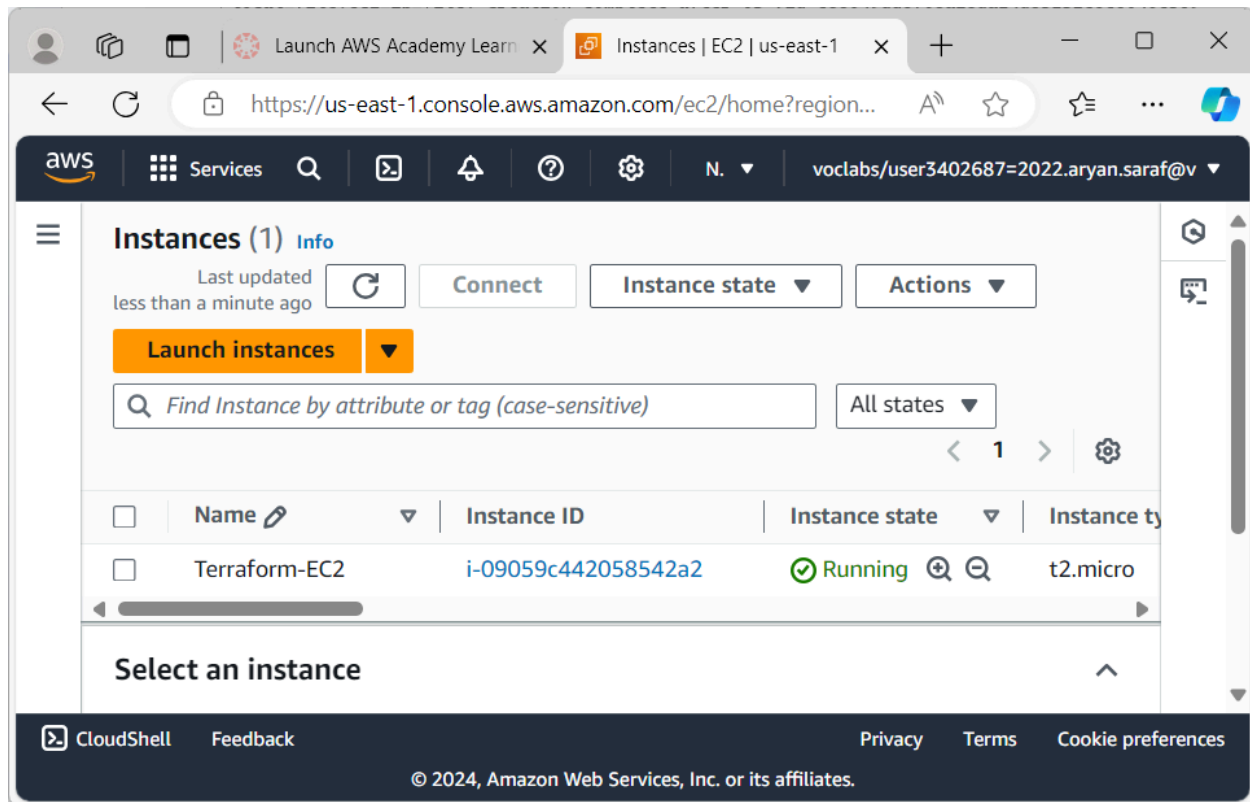 Launch AWS Academy Learn
Instances | EC2 | us-east-1
https://us-east-1.console.aws.amazon.com/ec2/home?region...
aws
Services
N.
voclabs/user3402687=2022.aryan.saraf@v
Instances (1) Info
Last updated
less than a minute ago
Connect
Instance state
Actions
Launch instances
Find Instance by attribute or tag (case-sensitive)
All states
1
Name
Instance ID
Instance state
Instance ty
Terraform-EC2
i-09059c442058542a2
Running
t2.micro
Select an instance
CloudShell
Feedback
Privacy
Terms
Cookie preferences
© 2024, Amazon Web Services, Inc. or its affiliates.